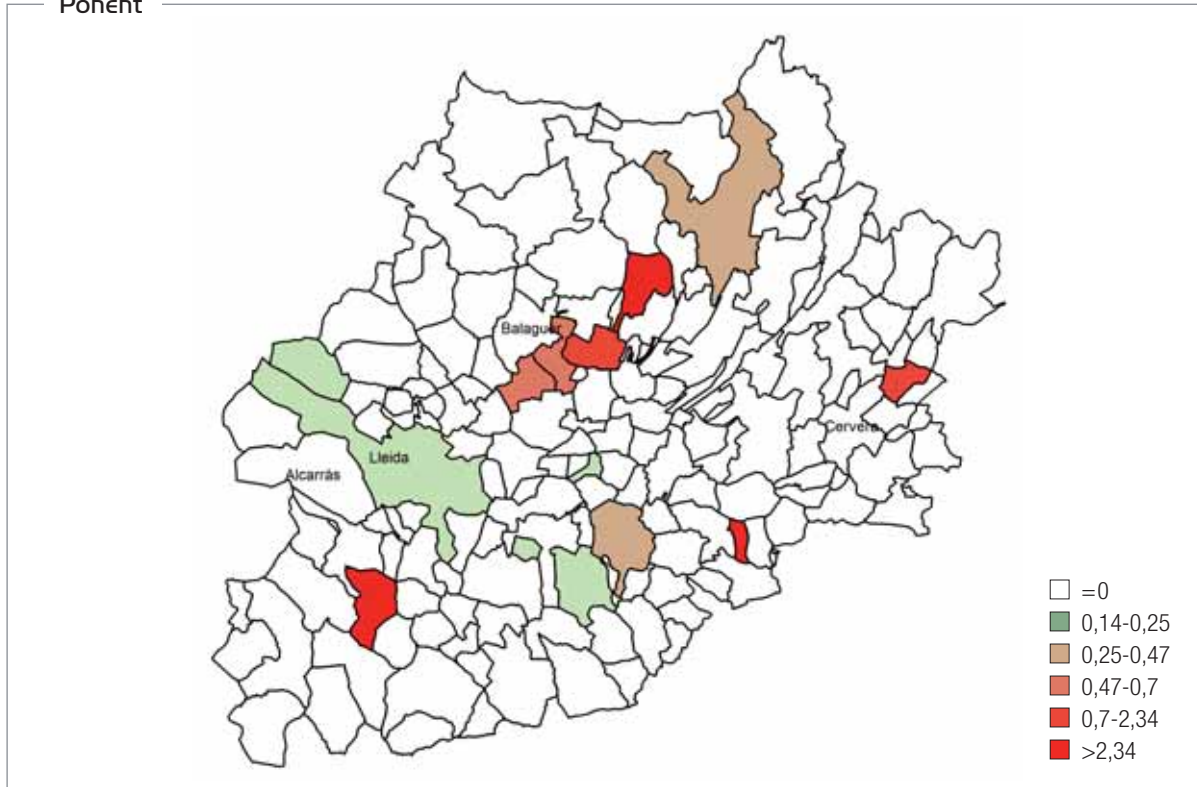 Ponent
Balaguer
Cervera
Lleida
Alcarrás
=0
0,14-0,25
0,25-0,47
0,47-0,7
0,7-2,34
>2,34